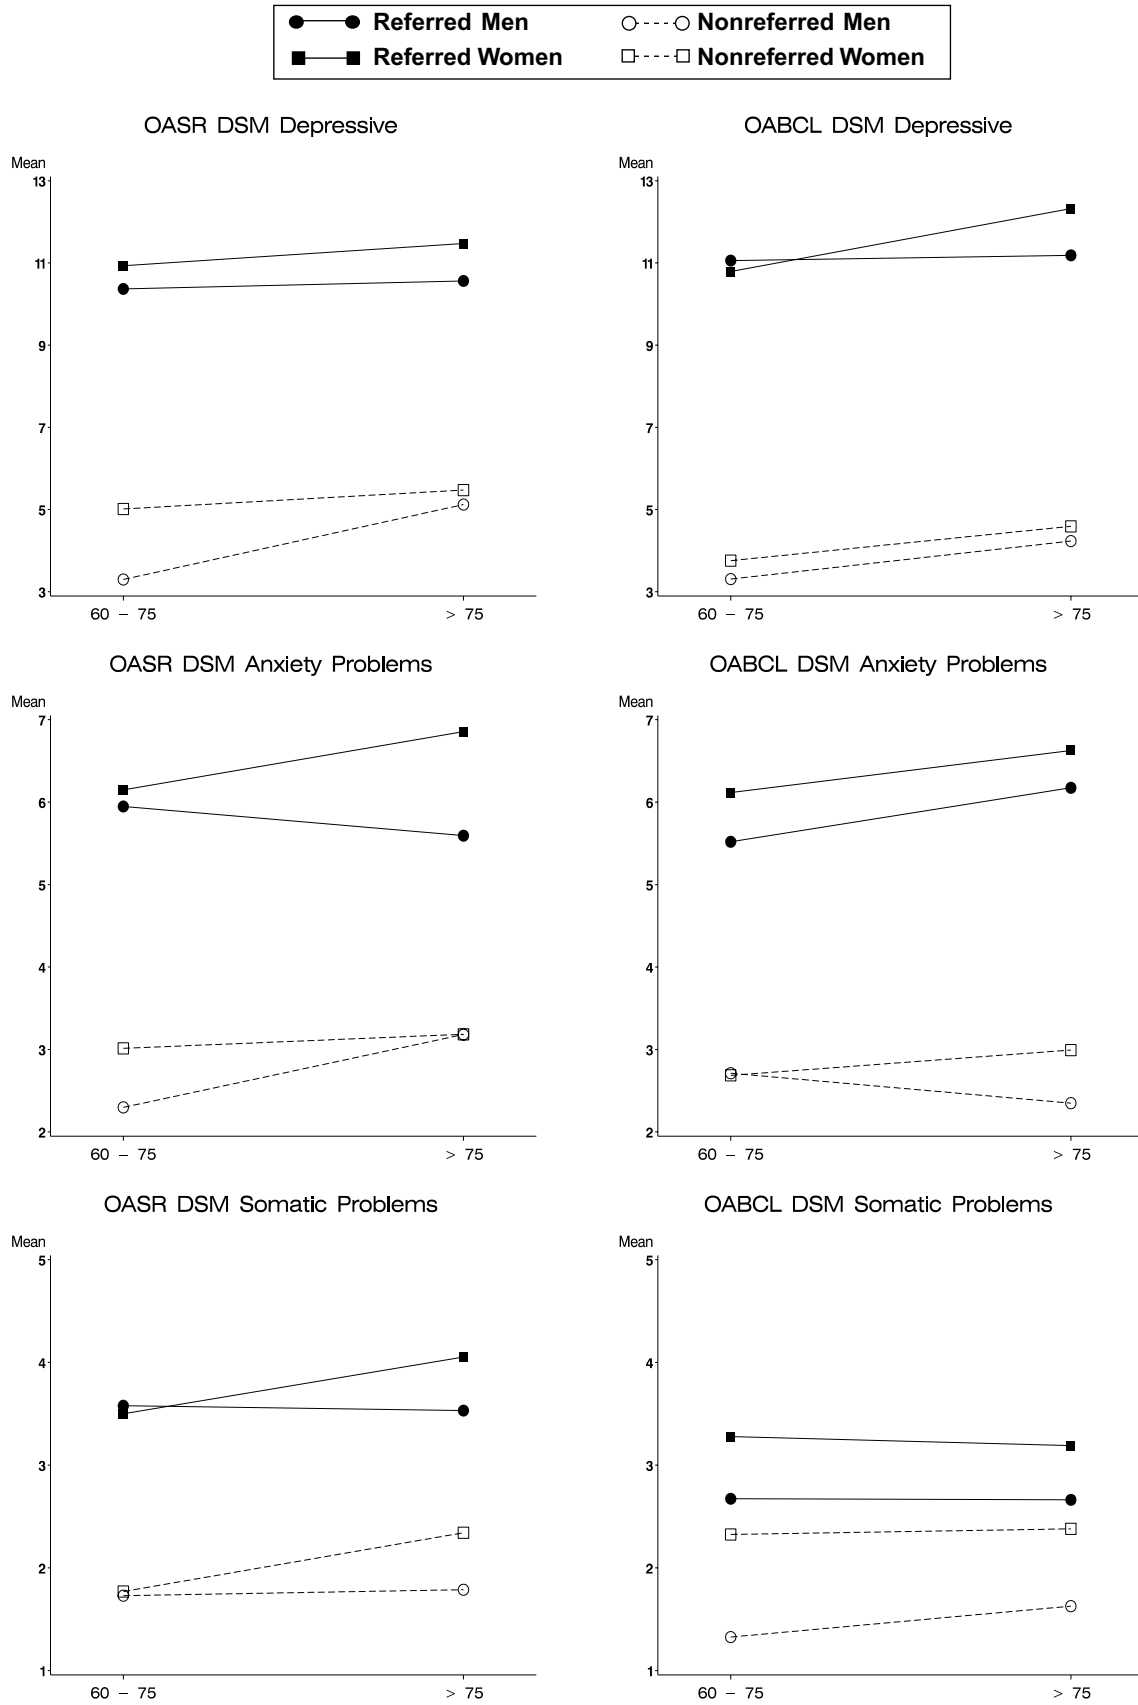 Referred Men Nonreferred Men
Referred Women Nonreferred Women
OASR DSM Depressive
Mean
13
11
9
7
5
3
60 – 75 > 75
OABCL DSM Depressive
Mean
13
11
9
7
5
3
60 – 75 > 75
OASR DSM Anxiety Problems
Mean
7
6
5
4
3
2
60 – 75 > 75
OABCL DSM Anxiety Problems
Mean
7
6
5
4
3
2
60 – 75 > 75
OASR DSM Somatic Problems
Mean
5
4
3
2
1
60 – 75 > 75
OABCL DSM Somatic Problems
Mean
5
4
3
2
1
60 – 75 > 75